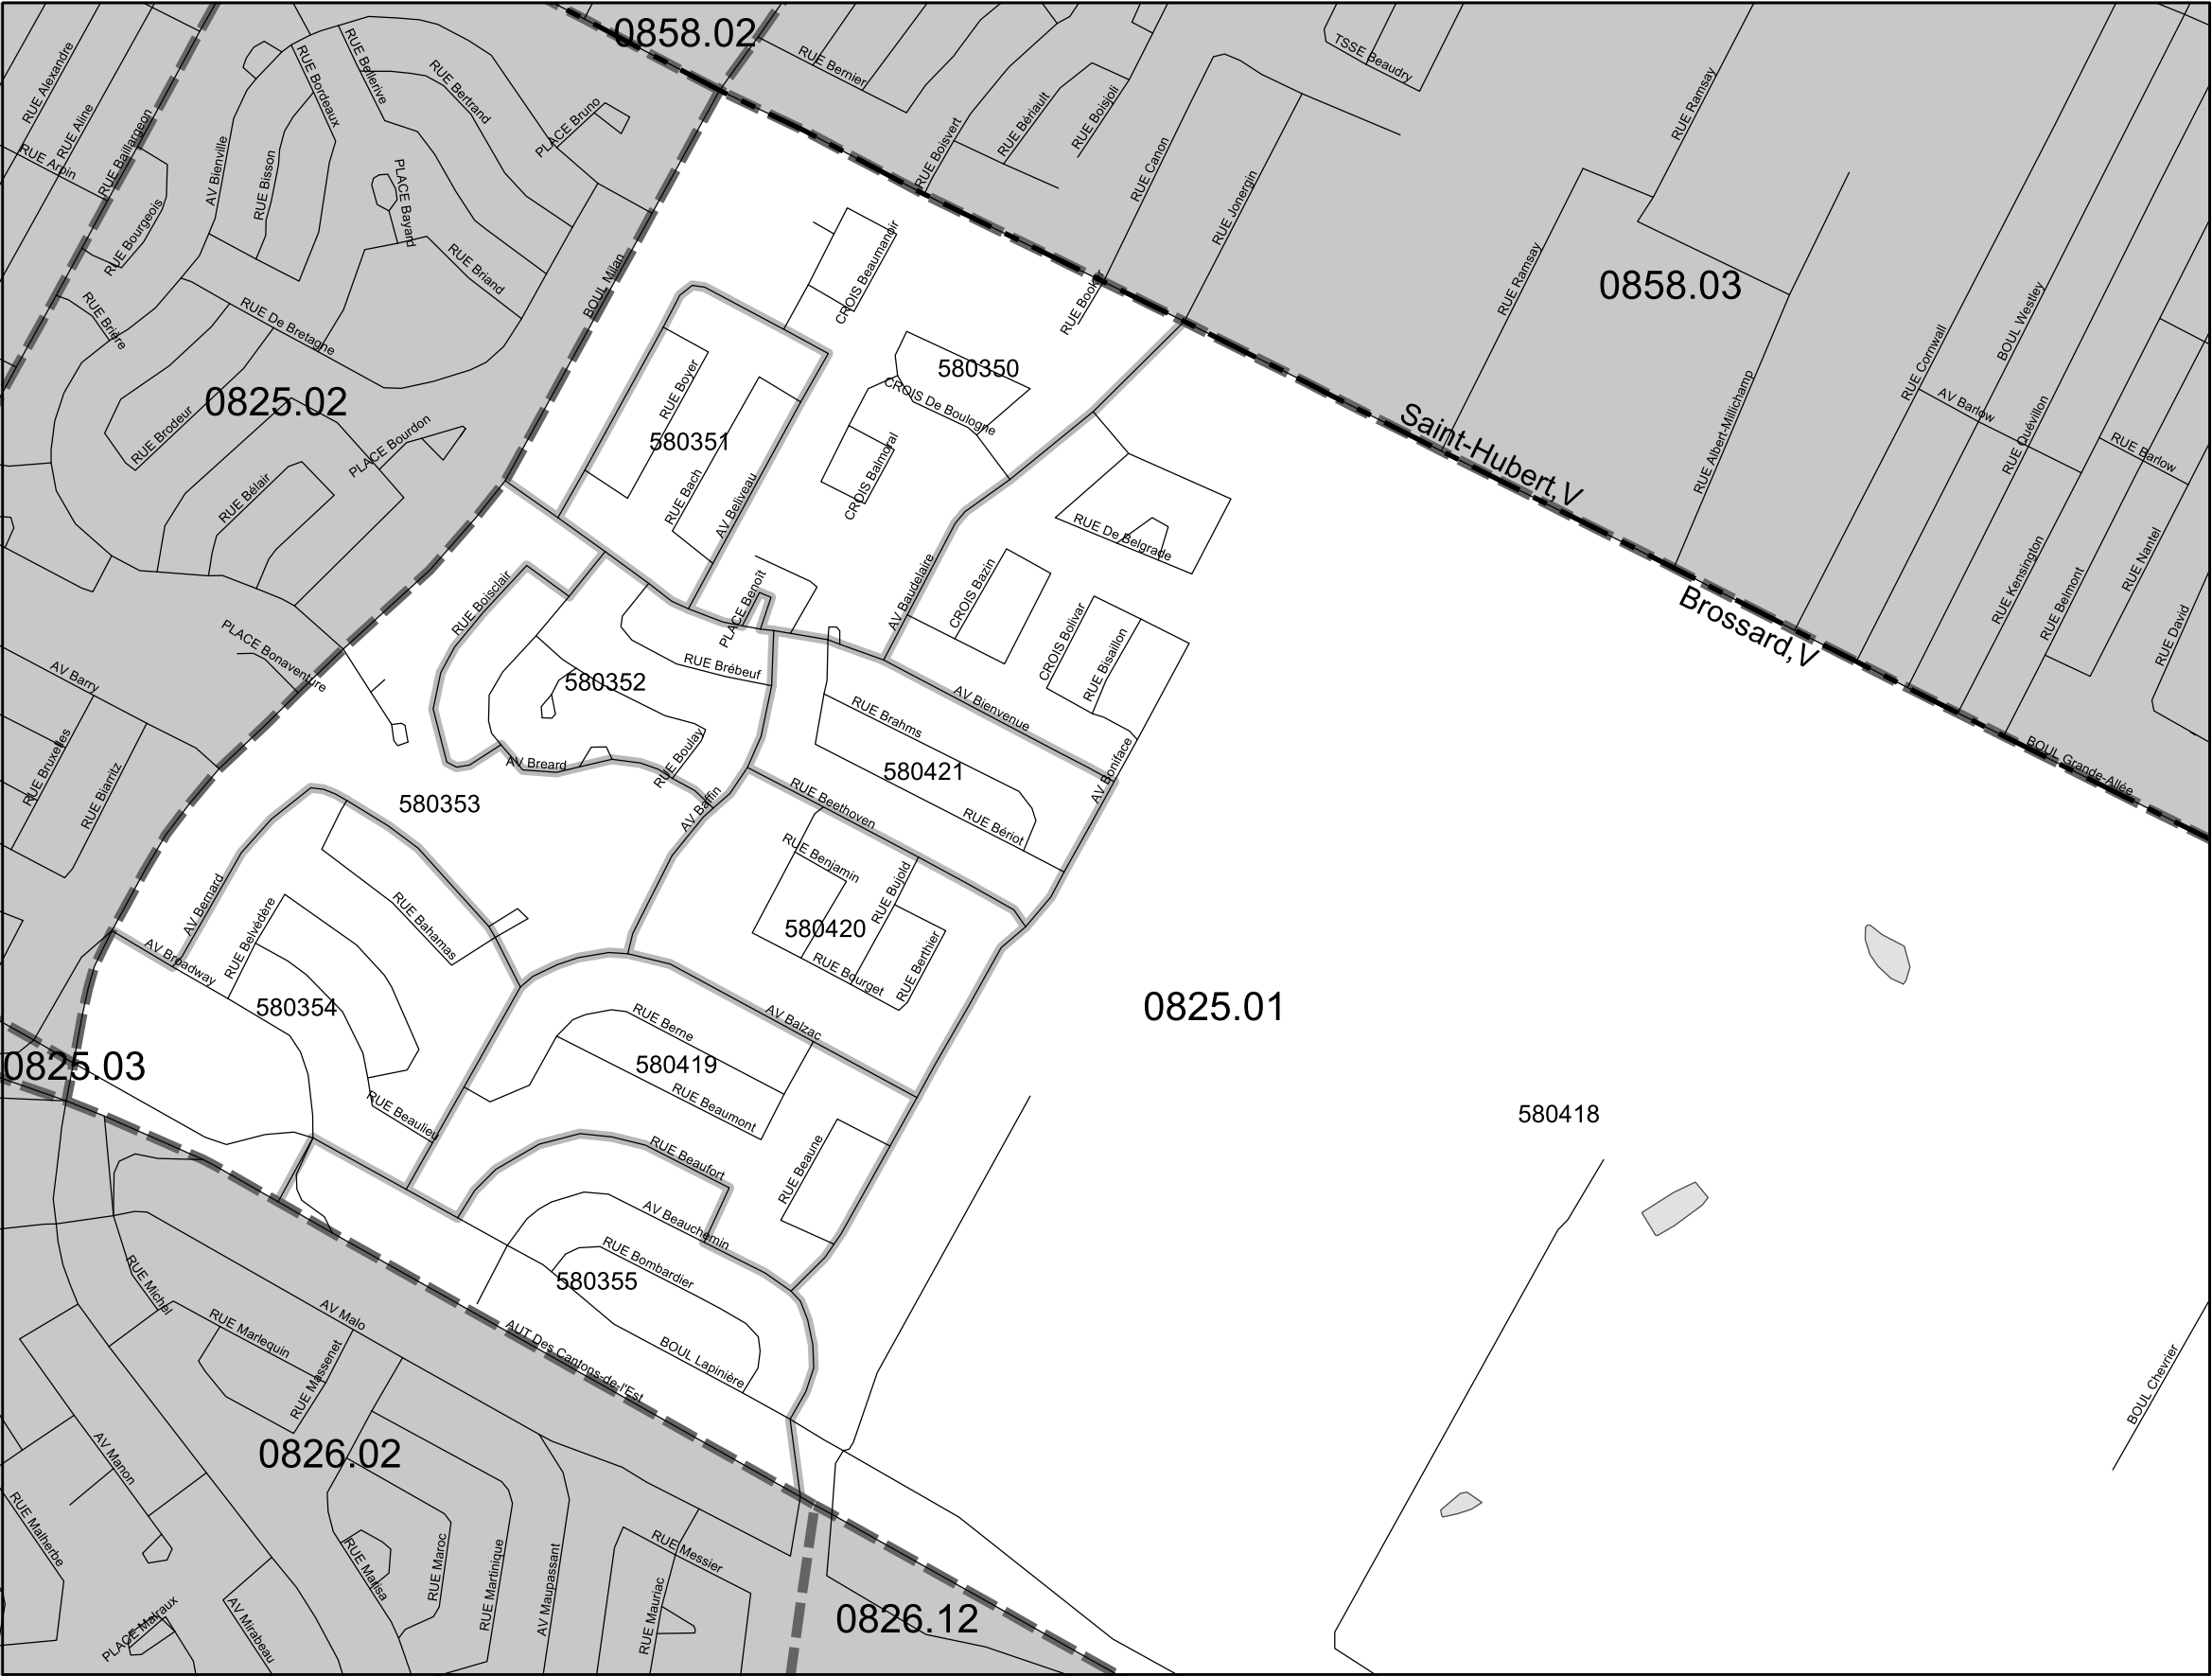 0858.02
RUE Alexandre
RUE Aline
RUE Arpin
RUE Baillargeon
RUE Bourgeois
AV Bienville
RUE Bisson
RUE Bordeaux
RUE Bellerive
RUE Bertrand
PLACE Bruno
PLACE Bayard
RUE Briand
RUE Brière
RUE De Bretagne
BOUL Milan
0825.02
RUE Brodeur
RUE Bélair
PLACE Bourdon
PLACE Bonaventure
AV Barry
RUE Bruxelles
RUE Biarritz
RUE Bernier
RUE Boisvert
RUE Bériault
RUE Boisjoli
TSSE Beaudry
RUE Canon
RUE Jonergin
RUE Ramsay
RUE Ramsay
0858.03
RUE Albert-Millichamp
RUE Cornwall
BOUL Westley
AV Barlow
RUE Quévillon
RUE Barlow
RUE Kensington
RUE Belmont
RUE Nantel
RUE David
BOUL Grande-Allée
Saint-Hubert,V
Brossard,V
CROIS Beaumanoir
RUE Booker
580350
CROIS De Boulogne
CROIS Balmoral
RUE Boyer
580351
RUE Bach
AV Beliveau
RUE De Belgrade
AV Baudelaire
CROIS Bazin
CROIS Bolivar
RUE Bisaillon
PLACE Benoît
RUE Boisclair
RUE Brébeuf
580352
AV Breard
RUE Boulay
AV Baffin
580353
AV Bienvenue
RUE Brahms
580421
RUE Bériot
AV Boniface
RUE Beethoven
RUE Benjamin
RUE Bujold
580420
RUE Bourget
RUE Berthier
AV Bernard
RUE Bahamas
RUE Belvédère
AV Broadway
580354
RUE Beaulieu
AV Balzac
RUE Berne
580419
RUE Beaumont
RUE Beaufort
RUE Beaune
AV Beauchemin
RUE Bombardier
580355
BOUL Lapinière
AUT Des Cantons-de-l'Est
0825.01
580418
BOUL Chevrier
0825.03
RUE Michel
AV Malo
RUE Marlequin
RUE Massenet
0826.02
AV Manon
RUE Malherbe
PLACE Malraux
AV Mirabeau
RUE Marisa
RUE Maroc
RUE Martinique
AV Maupassant
RUE Messier
RUE Mauriac
0826.12